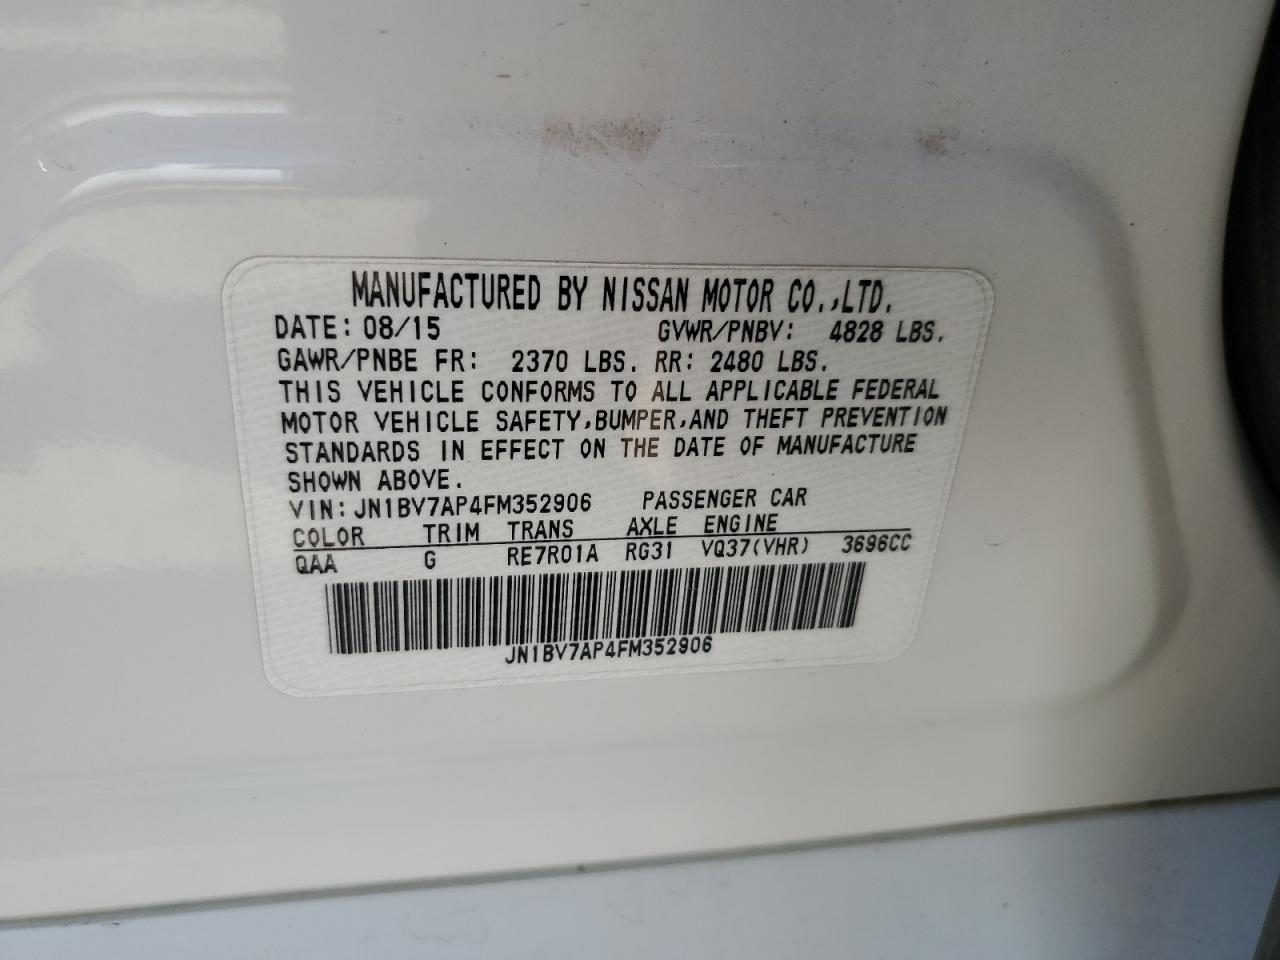 MANUFACTURED BY NISSAN MOTOR CO.,LTD.
DATE: 08/15 GVWR/PNBV: 4828 LBS.
GAWR/PNBE FR: 2370 LBS. RR: 2480 LBS.
THIS VEHICLE CONFORMS TO ALL APPLICABLE FEDERAL
MOTOR VEHICLE SAFETY,BUMPER,AND THEFT PREVENTION
STANDARDS IN EFFECT ON THE DATE OF MANUFACTURE
SHOWN ABOVE.
VIN: JN1BV7AP4FM352906 PASSENGER CAR
COLOR TRIM TRANS AXLE ENGINE
QAA G RE7R01A RG31 VQ37(VHR) 3696CC
JN1BV7AP4FM352906